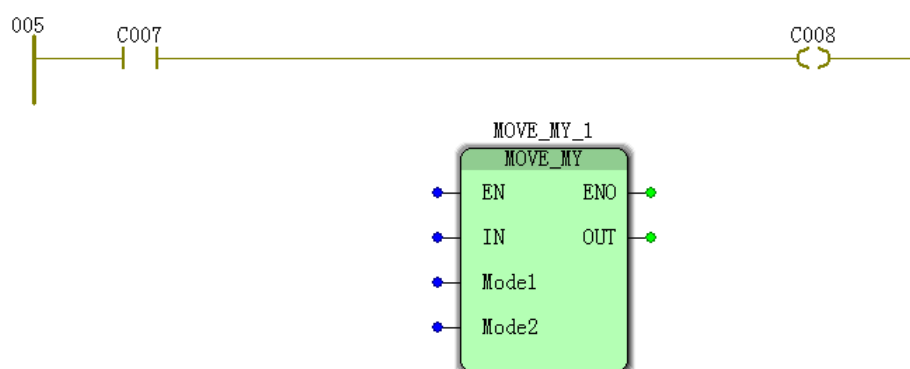 005
C007 C008
MOVE_MY_1
MOVE_MY
EN ENO
IN OUT
Mode1
Mode2